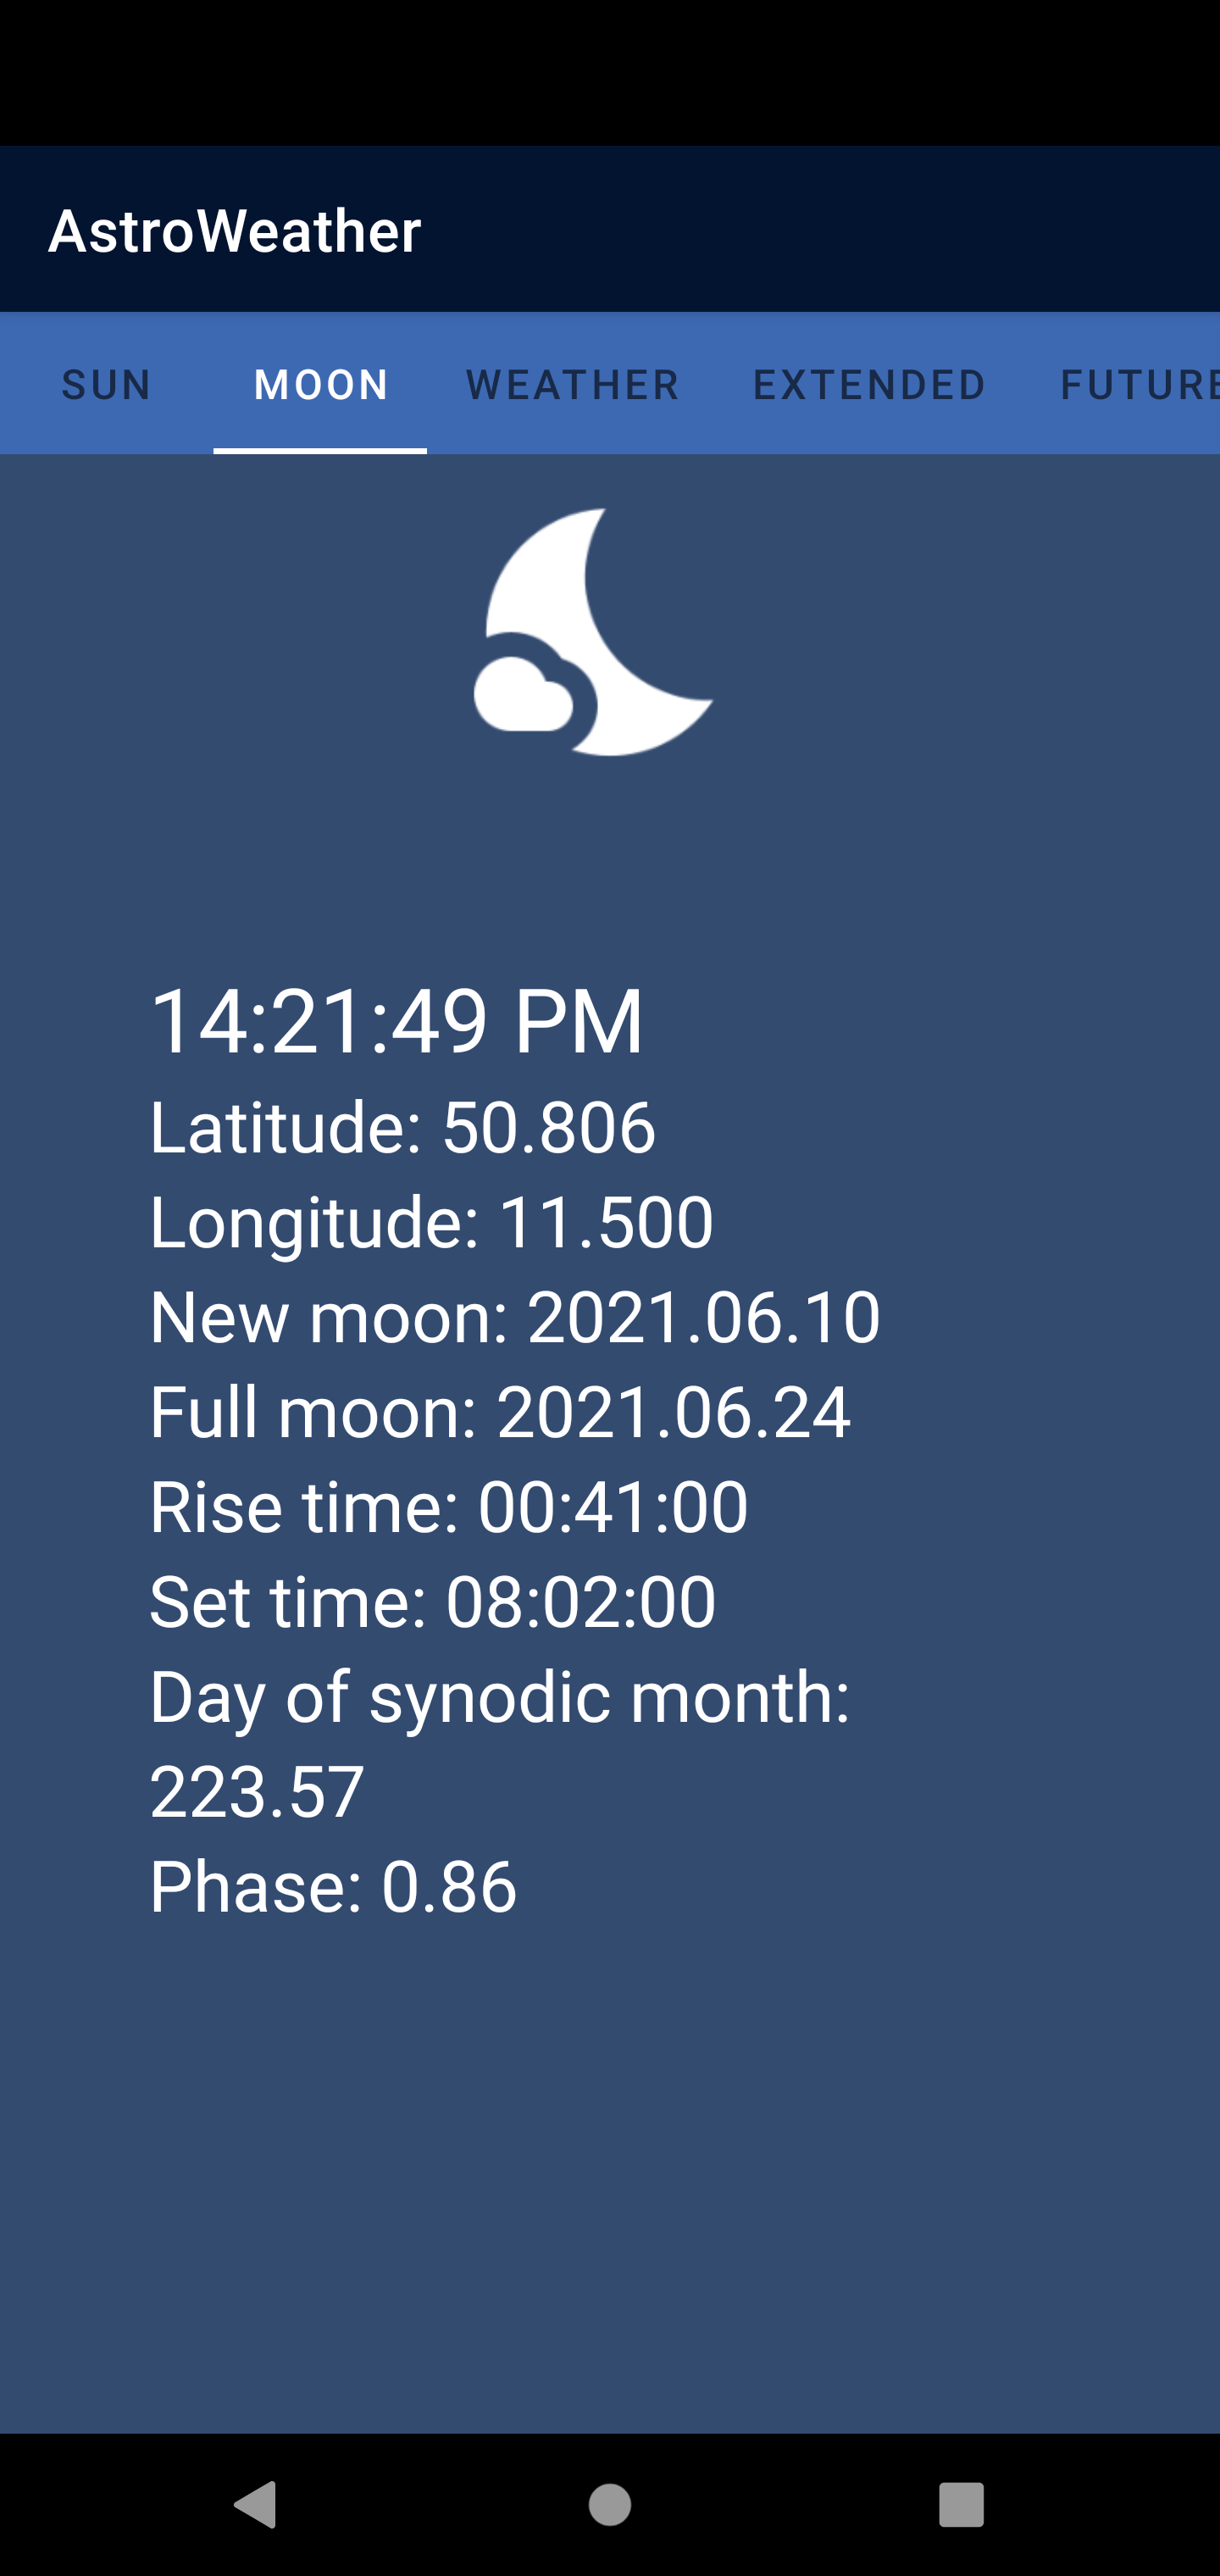 AstroWeather
SUN MOON WEATHER EXTENDED FUTURE
14:21:49 PM
Latitude: 50.806
Longitude: 11.500
New moon: 2021.06.10
Full moon: 2021.06.24
Rise time: 00:41:00
Set time: 08:02:00
Day of synodic month:
223.57
Phase: 0.86